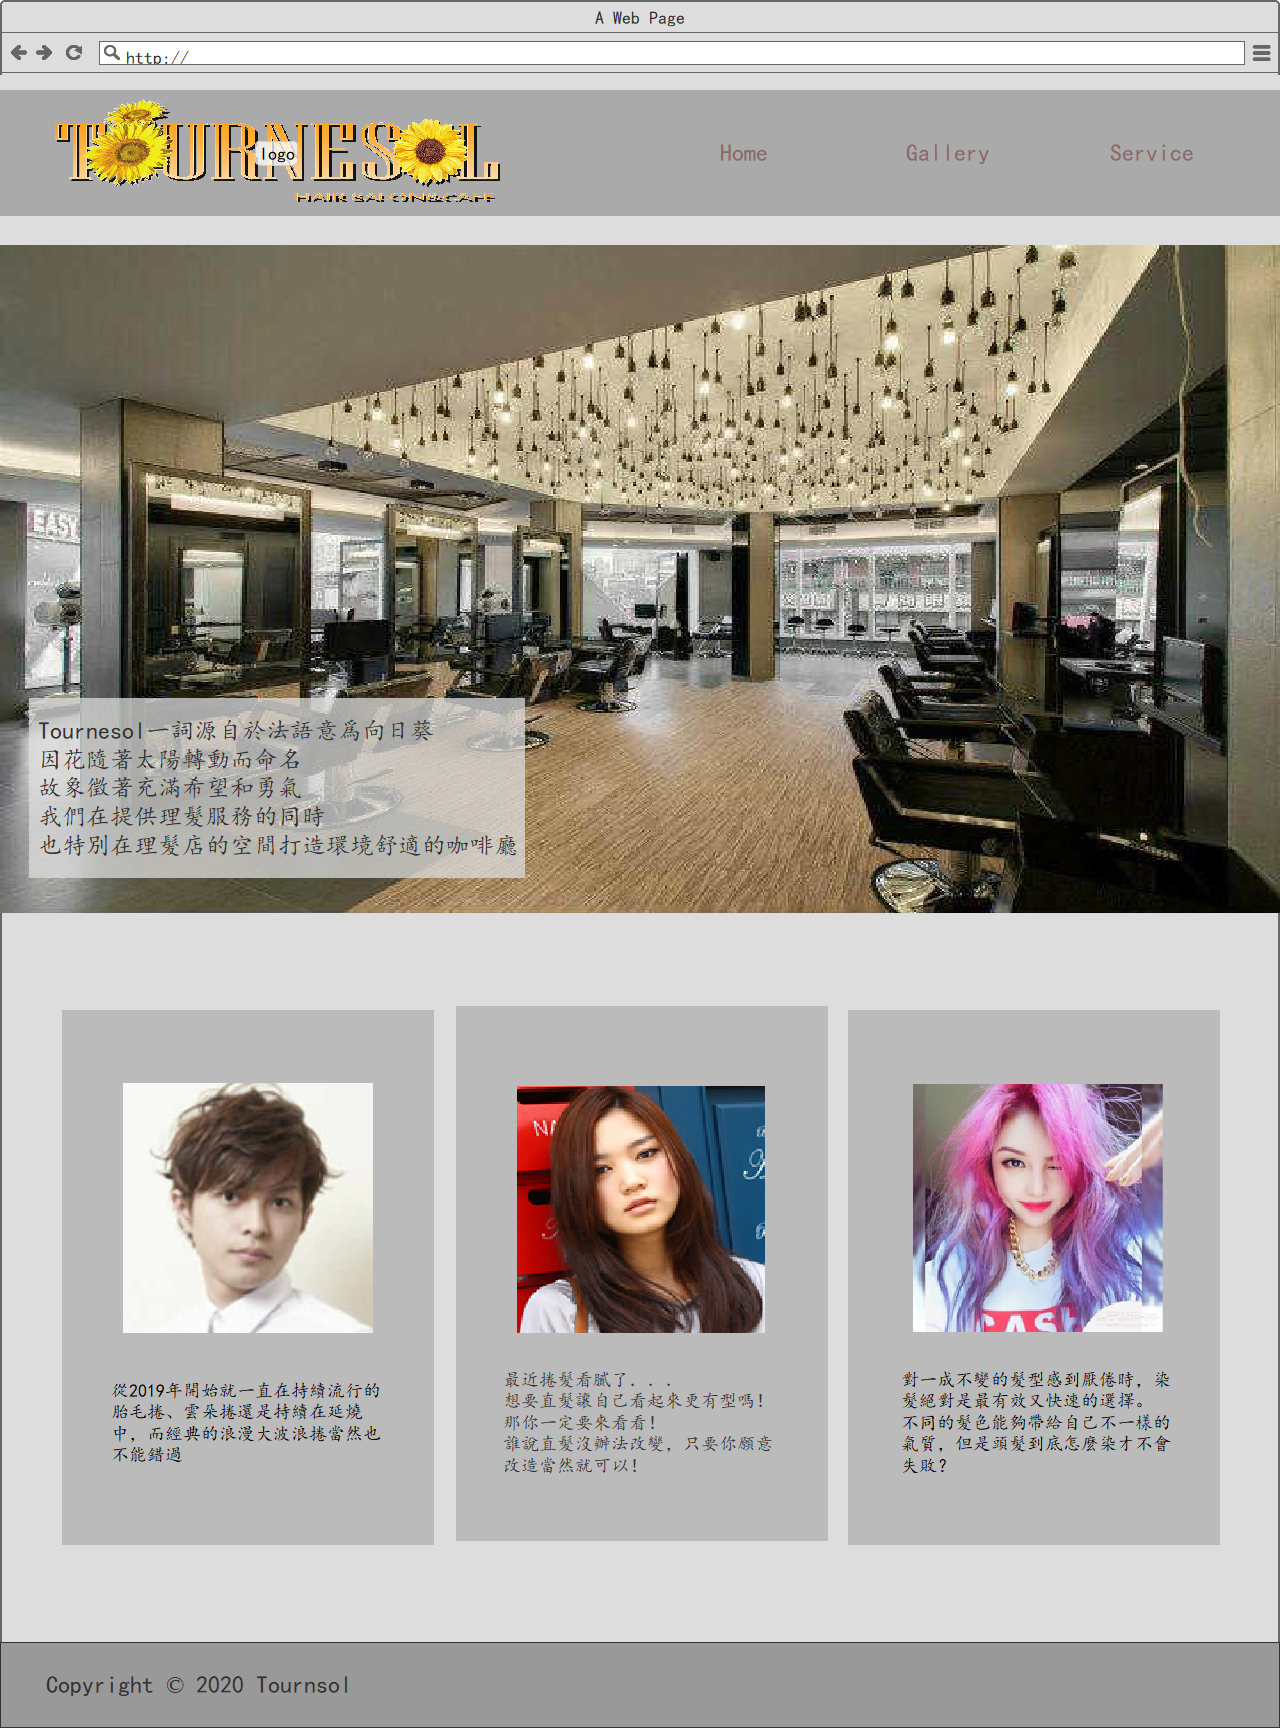 A Web Page
http://
TOURNESOL
logo
HAIR SALON&CAFE
Home
Gallery
Service
EASY
Tournesol一詞源自於法語意為向日葵
因花隨著太陽轉動而命名
故象徵著充滿希望和勇氣
我們在提供理髮服務的同時
也特別在理髮店的空間打造環境舒適的咖啡廳
NA
CASH
從2019年開始就一直在持續流行的
胎毛捲、雲朵捲還是持續在延燒
中，而經典的浪漫大波浪捲當然也
不能錯過
最近捲髮看膩了...
想要直髮讓自己看起來更有型嗎！
那你一定要來看看！
誰說直髮沒辦法改變，只要你願意
改造當然就可以！
對一成不變的髮型感到厭倦時，染
髮絕對是最有效又快速的選擇。
不同的髮色能夠帶給自己不一樣的
氣質，但是頭髮到底怎麼染才不會
失敗？
Copyright © 2020 Tournsol